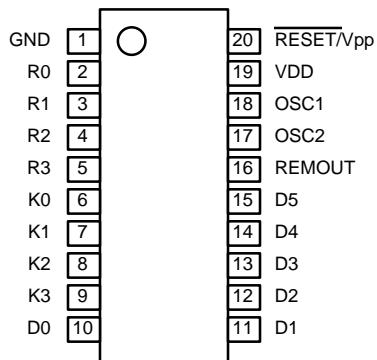 GND 1 20 RESET/Vpp
R0 2 19 VDD
R1 3 18 OSC1
R2 4 17 OSC2
R3 5 16 REMOUT
K0 6 15 D5
K1 7 14 D4
K2 8 13 D3
K3 9 12 D2
D0 10 11 D1